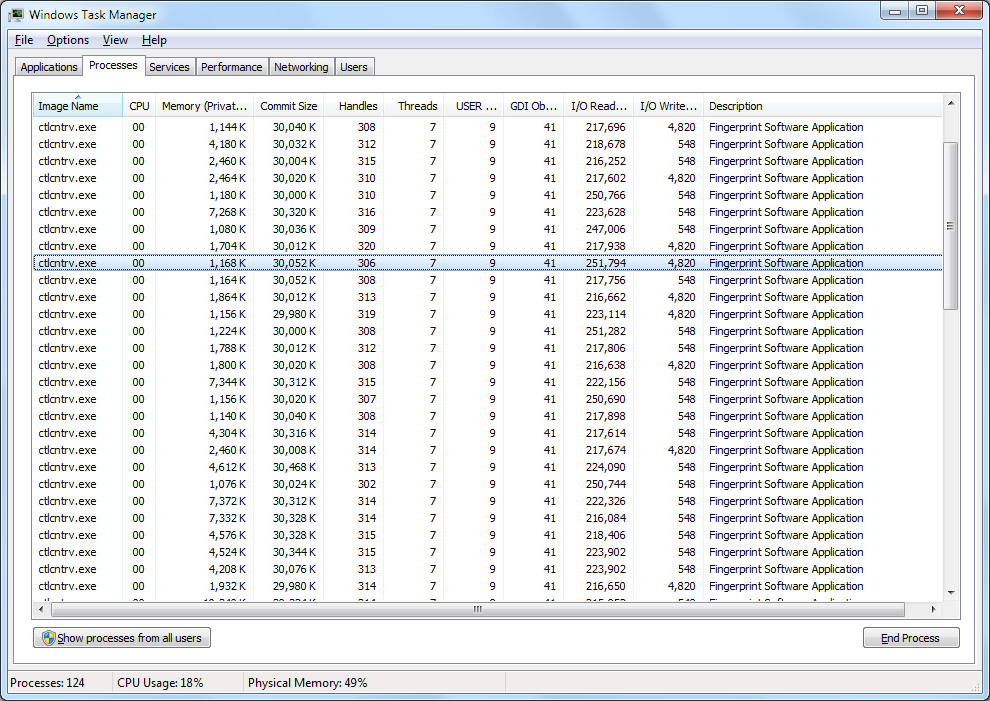 Windows Task Manager
File Options View Help
Applications Processes Services Performance Networking Users
Image Name CPU Memory (Privat... Commit Size Handles Threads USER ... GDI Ob... I/O Read... I/O Write... Description
ctlcntrv.exe 00 1,144 K 30,040 K 308 7 9 41 217,696 4,820 Fingerprint Software Application
ctlcntrv.exe 00 4,180 K 30,032 K 312 7 9 41 218,678 548 Fingerprint Software Application
ctlcntrv.exe 00 2,460 K 30,004 K 315 7 9 41 216,252 548 Fingerprint Software Application
ctlcntrv.exe 00 2,464 K 30,020 K 310 7 9 41 217,602 4,820 Fingerprint Software Application
ctlcntrv.exe 00 1,180 K 30,000 K 310 7 9 41 250,766 548 Fingerprint Software Application
ctlcntrv.exe 00 7,268 K 30,320 K 316 7 9 41 223,628 548 Fingerprint Software Application
ctlcntrv.exe 00 1,080 K 30,036 K 309 7 9 41 247,006 548 Fingerprint Software Application
ctlcntrv.exe 00 1,704 K 30,012 K 320 7 9 41 217,938 4,820 Fingerprint Software Application
ctlcntrv.exe 00 1,168 K 30,052 K 306 7 9 41 251,794 4,820 Fingerprint Software Application
ctlcntrv.exe 00 1,164 K 30,052 K 308 7 9 41 217,756 548 Fingerprint Software Application
ctlcntrv.exe 00 1,864 K 30,012 K 313 7 9 41 216,662 4,820 Fingerprint Software Application
ctlcntrv.exe 00 1,156 K 29,980 K 319 7 9 41 223,114 4,820 Fingerprint Software Application
ctlcntrv.exe 00 1,224 K 30,000 K 308 7 9 41 251,282 548 Fingerprint Software Application
ctlcntrv.exe 00 1,788 K 30,012 K 312 7 9 41 217,806 548 Fingerprint Software Application
ctlcntrv.exe 00 1,800 K 30,020 K 308 7 9 41 216,638 4,820 Fingerprint Software Application
ctlcntrv.exe 00 7,344 K 30,312 K 315 7 9 41 222,156 548 Fingerprint Software Application
ctlcntrv.exe 00 1,156 K 30,020 K 307 7 9 41 250,690 548 Fingerprint Software Application
ctlcntrv.exe 00 1,140 K 30,040 K 308 7 9 41 217,898 548 Fingerprint Software Application
ctlcntrv.exe 00 4,304 K 30,316 K 314 7 9 41 217,614 548 Fingerprint Software Application
ctlcntrv.exe 00 2,460 K 30,008 K 314 7 9 41 217,674 4,820 Fingerprint Software Application
ctlcntrv.exe 00 4,612 K 30,468 K 313 7 9 41 224,090 548 Fingerprint Software Application
ctlcntrv.exe 00 1,076 K 30,024 K 302 7 9 41 250,744 548 Fingerprint Software Application
ctlcntrv.exe 00 7,372 K 30,312 K 314 7 9 41 222,326 548 Fingerprint Software Application
ctlcntrv.exe 00 7,332 K 30,328 K 314 7 9 41 216,084 548 Fingerprint Software Application
ctlcntrv.exe 00 4,576 K 30,328 K 315 7 9 41 218,406 548 Fingerprint Software Application
ctlcntrv.exe 00 4,524 K 30,344 K 315 7 9 41 223,902 548 Fingerprint Software Application
ctlcntrv.exe 00 4,208 K 30,076 K 313 7 9 41 223,902 548 Fingerprint Software Application
ctlcntrv.exe 00 1,932 K 29,980 K 314 7 9 41 216,650 4,820 Fingerprint Software Application
Show processes from all users End Process
Processes: 124 CPU Usage: 18% Physical Memory: 49%